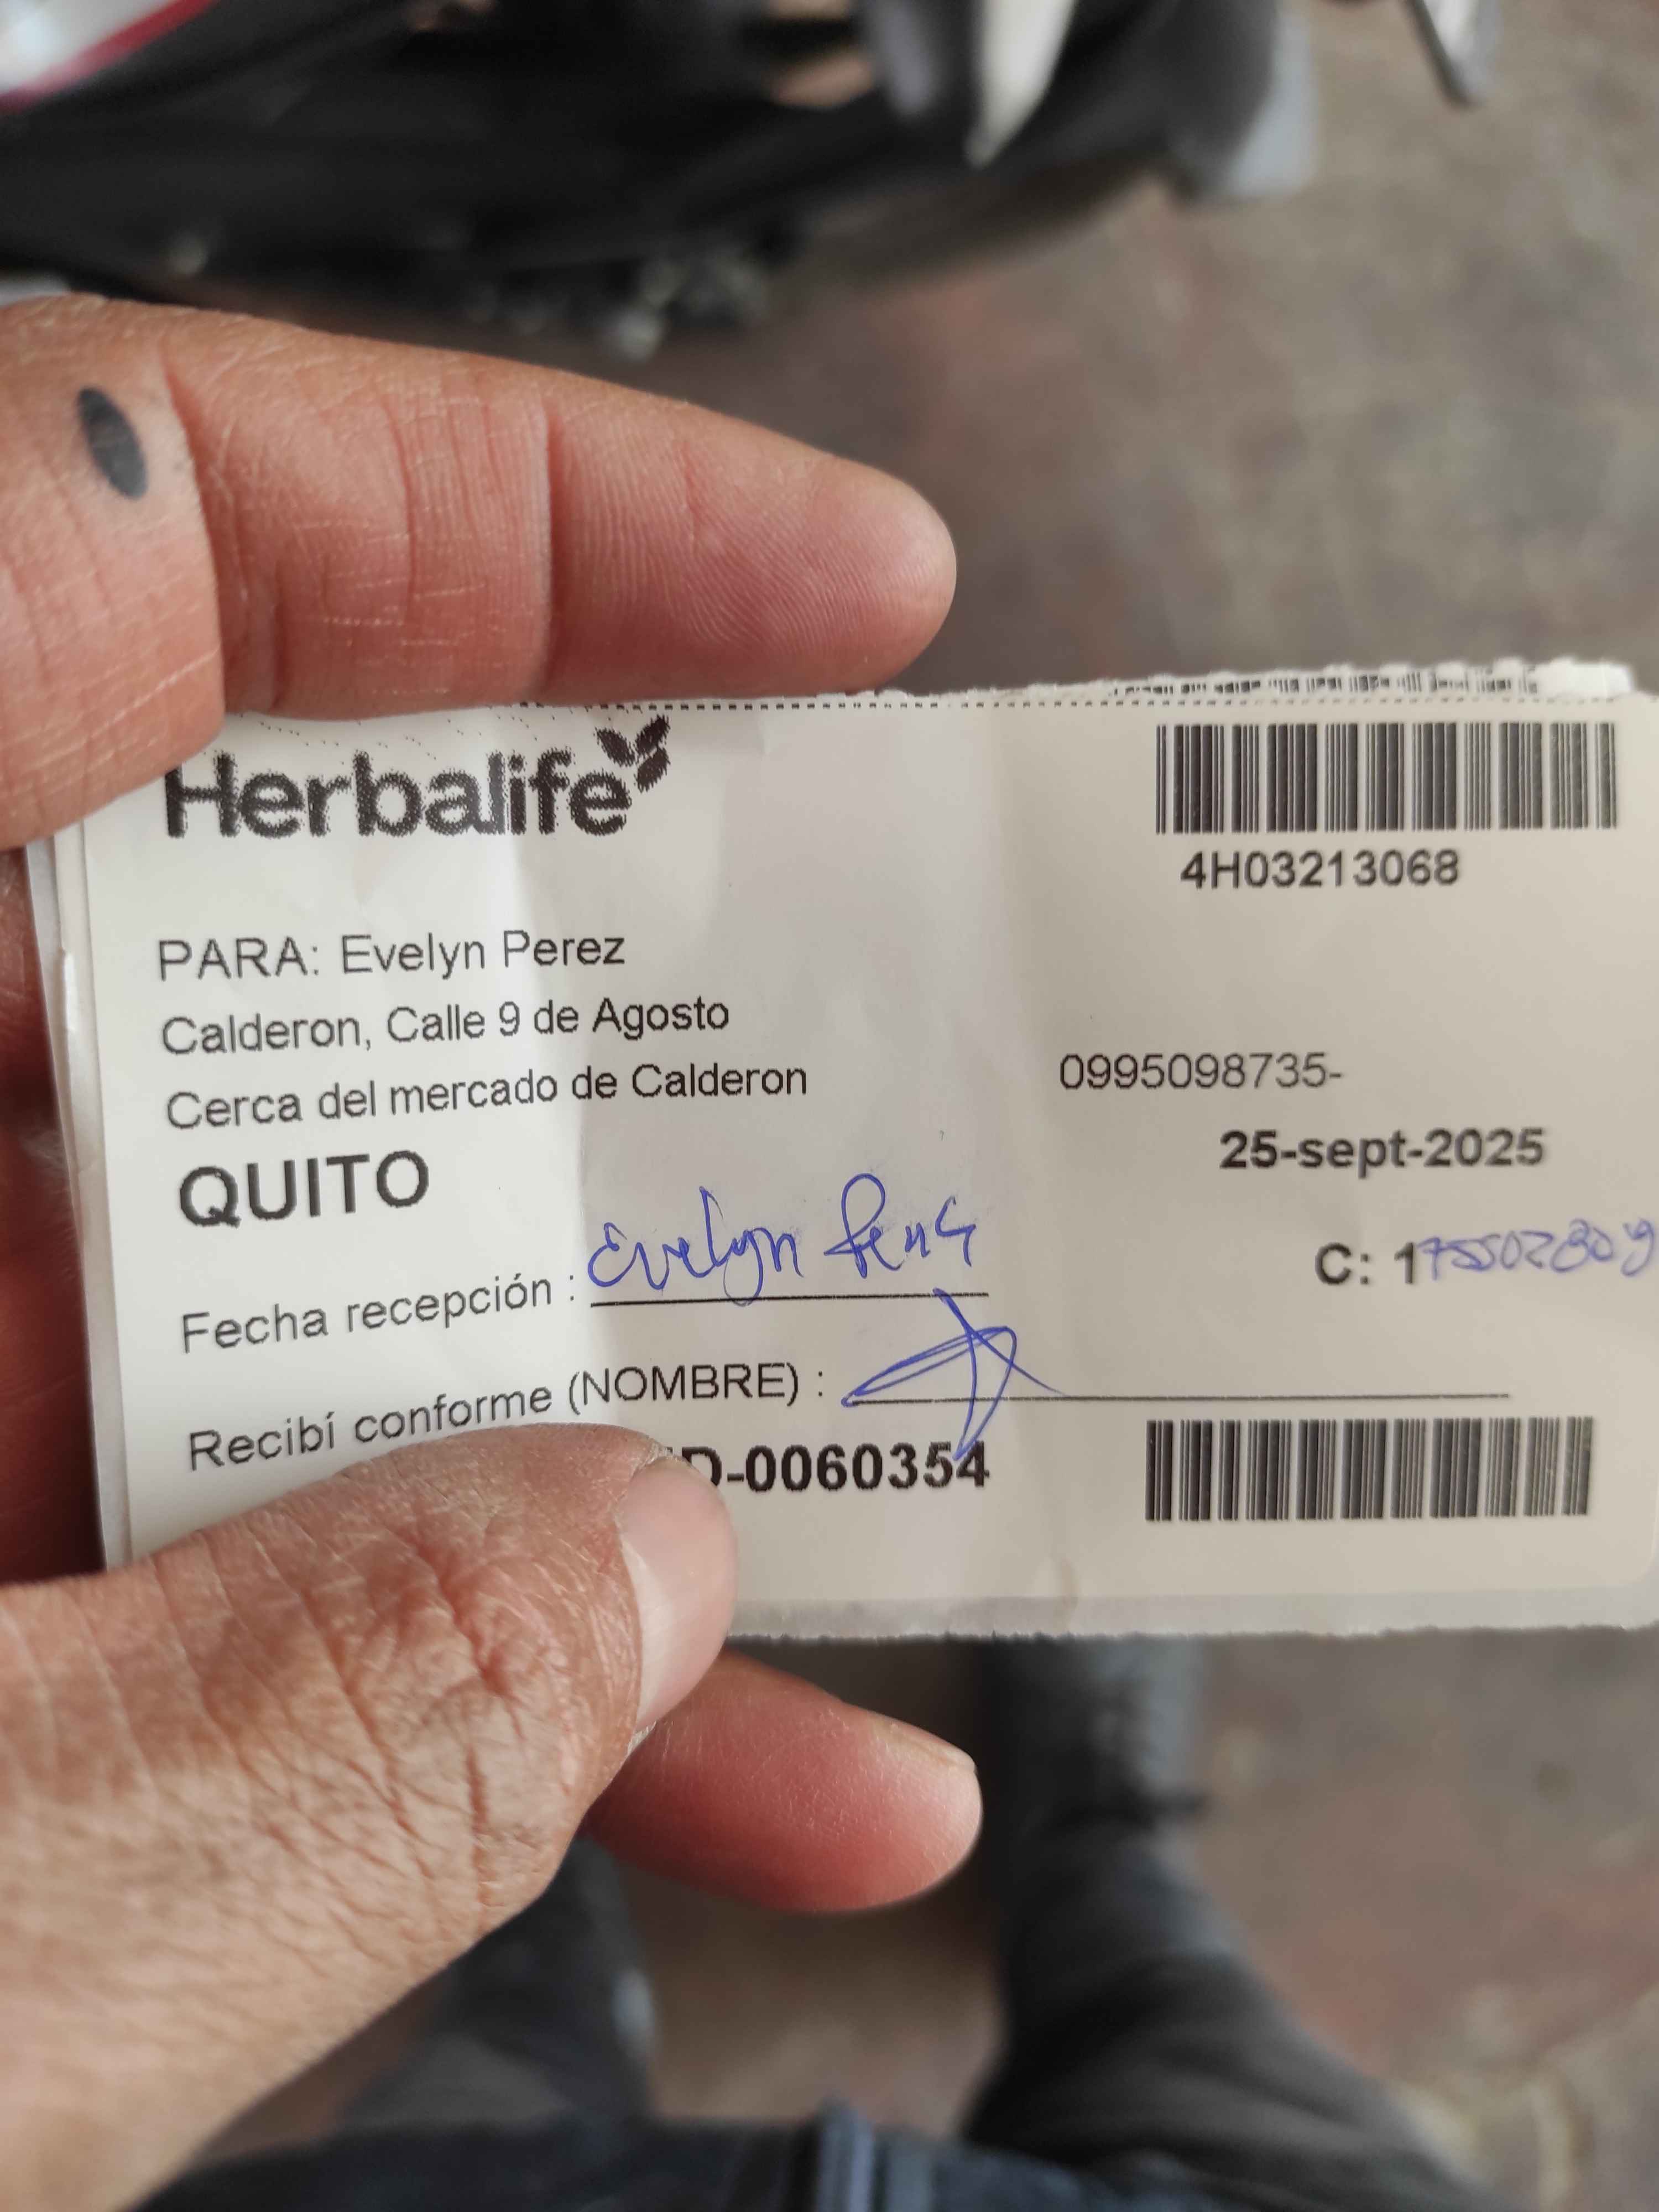 Herbalife
4H03213068
PARA: Evelyn Perez
Calderon, Calle 9 de Agosto
Cerca del mercado de Calderon
0995098735-
QUITO
25-sept-2025
Fecha recepción : Evelyn
C: 1
Recibí conforme (NOMBRE) :
D-0060354